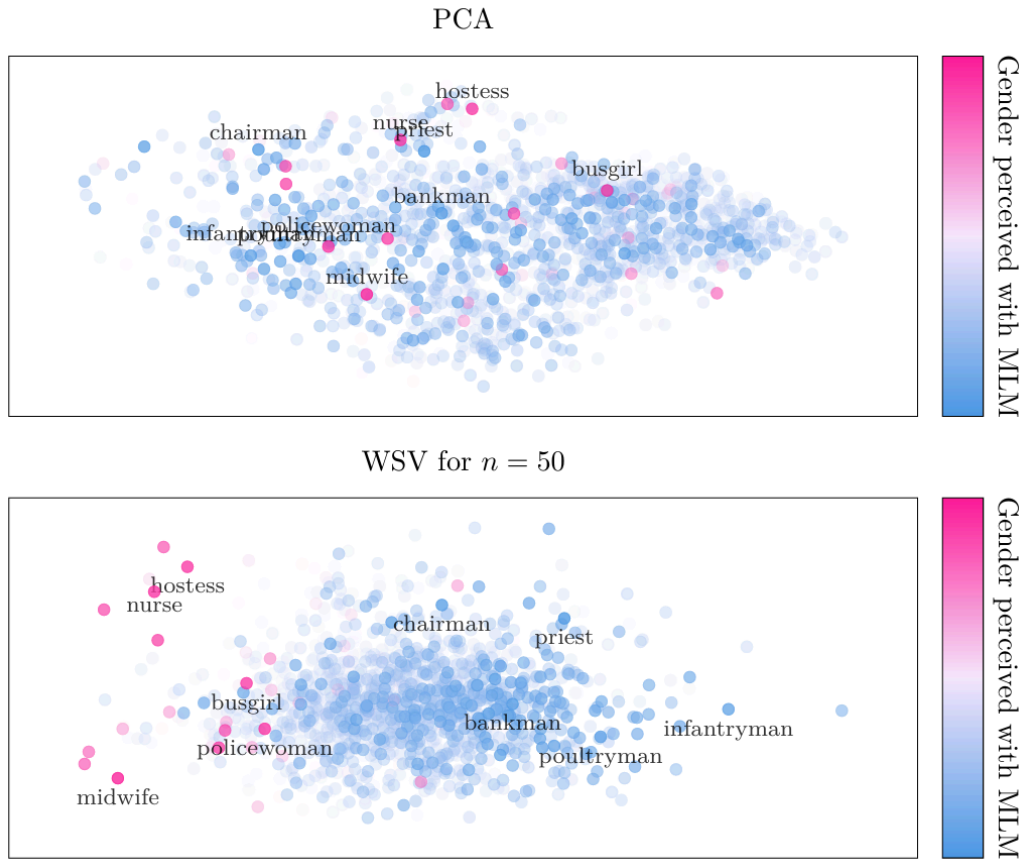 PCA
hostess
nurse
priest
chairman
busgirl
bankman
policewoman
infantryman
poultryman
midwife
Gender perceived with MLM
WSV for n = 50
hostess
nurse
chairman
priest
busgirl
bankman
infantryman
policewoman
poultryman
midwife
Gender perceived with MLM